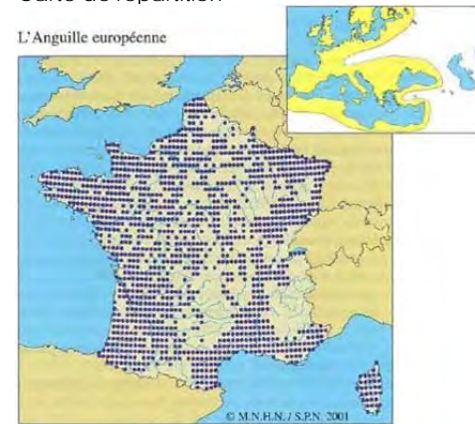 Carte de répartition
L'Anguille européenne
© M.N.H.N. / S.P.N. 2001